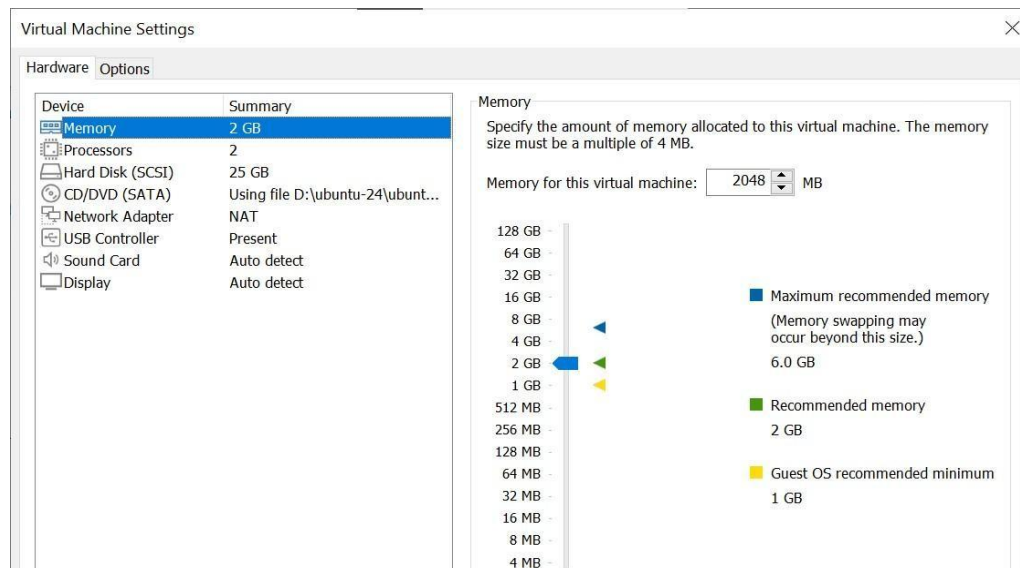 Virtual Machine Settings
Hardware Options
Device Summary
Memory 2 GB
Processors 2
Hard Disk (SCSI) 25 GB
CD/DVD (SATA) Using file D:\ubuntu-24\ubunt...
Network Adapter NAT
USB Controller Present
Sound Card Auto detect
Display Auto detect
Memory
Specify the amount of memory allocated to this virtual machine. The memory
size must be a multiple of 4 MB.
Memory for this virtual machine: 2048 MB
128 GB
64 GB
32 GB
16 GB
8 GB
4 GB
2 GB
1 GB
512 MB
256 MB
128 MB
64 MB
32 MB
16 MB
8 MB
4 MB
Maximum recommended memory
(Memory swapping may
occur beyond this size.)
6.0 GB
Recommended memory
2 GB
Guest OS recommended minimum
1 GB